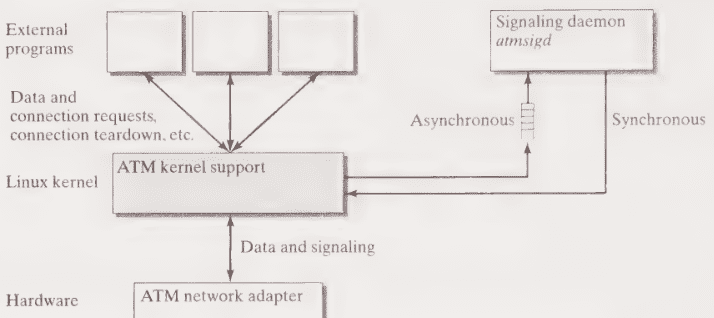 External
programs
Signaling daemon
atmsigd
Data and
connection requests,
connection teardown, etc.
Asynchronous
Synchronous
Linux kernel
ATM kernel support
Data and signaling
Hardware
ATM network adapter